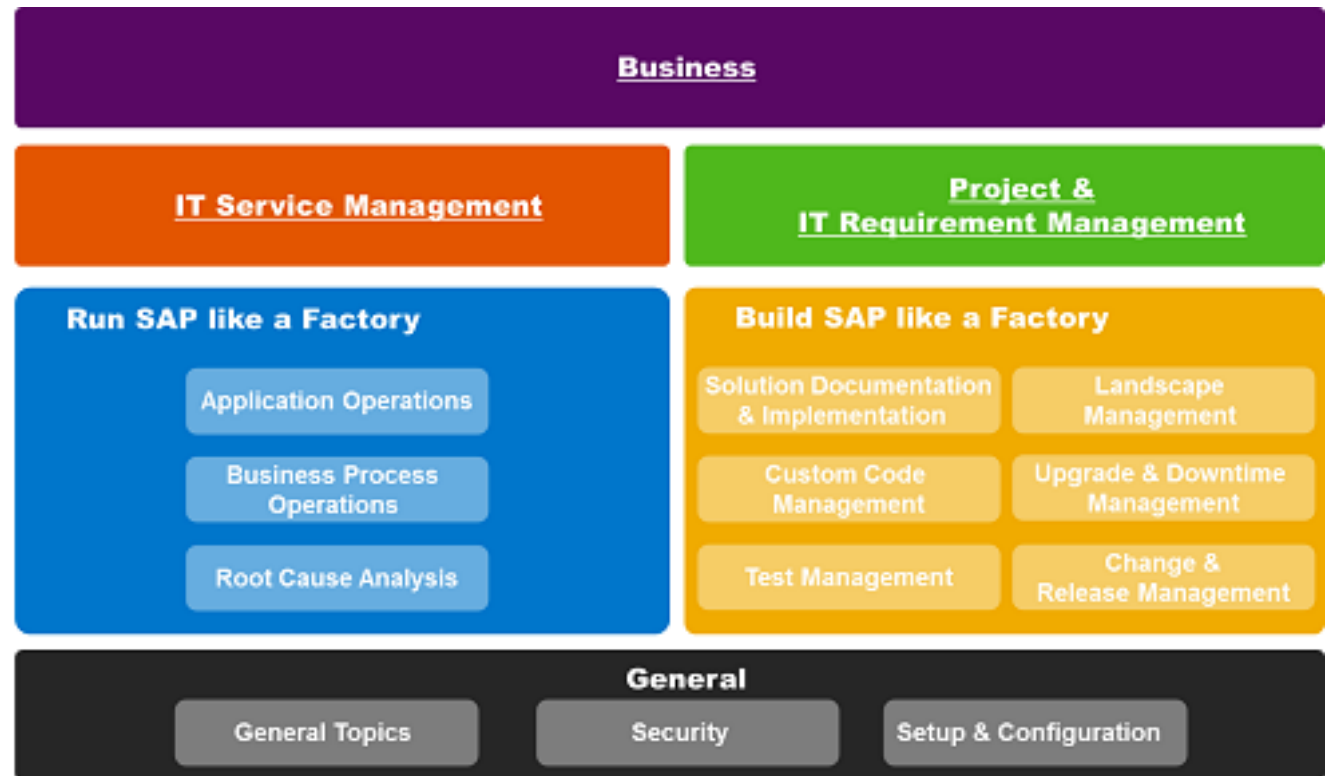 Business
IT Service Management
Project &
IT Requirement Management
Run SAP like a Factory
Application Operations
Business Process
Operations
Root Cause Analysis
Build SAP like a Factory
Solution Documentation
& Implementation
Landscape
Management
Custom Code
Management
Upgrade & Downtime
Management
Test Management
Change &
Release Management
General
General Topics
Security
Setup & Configuration